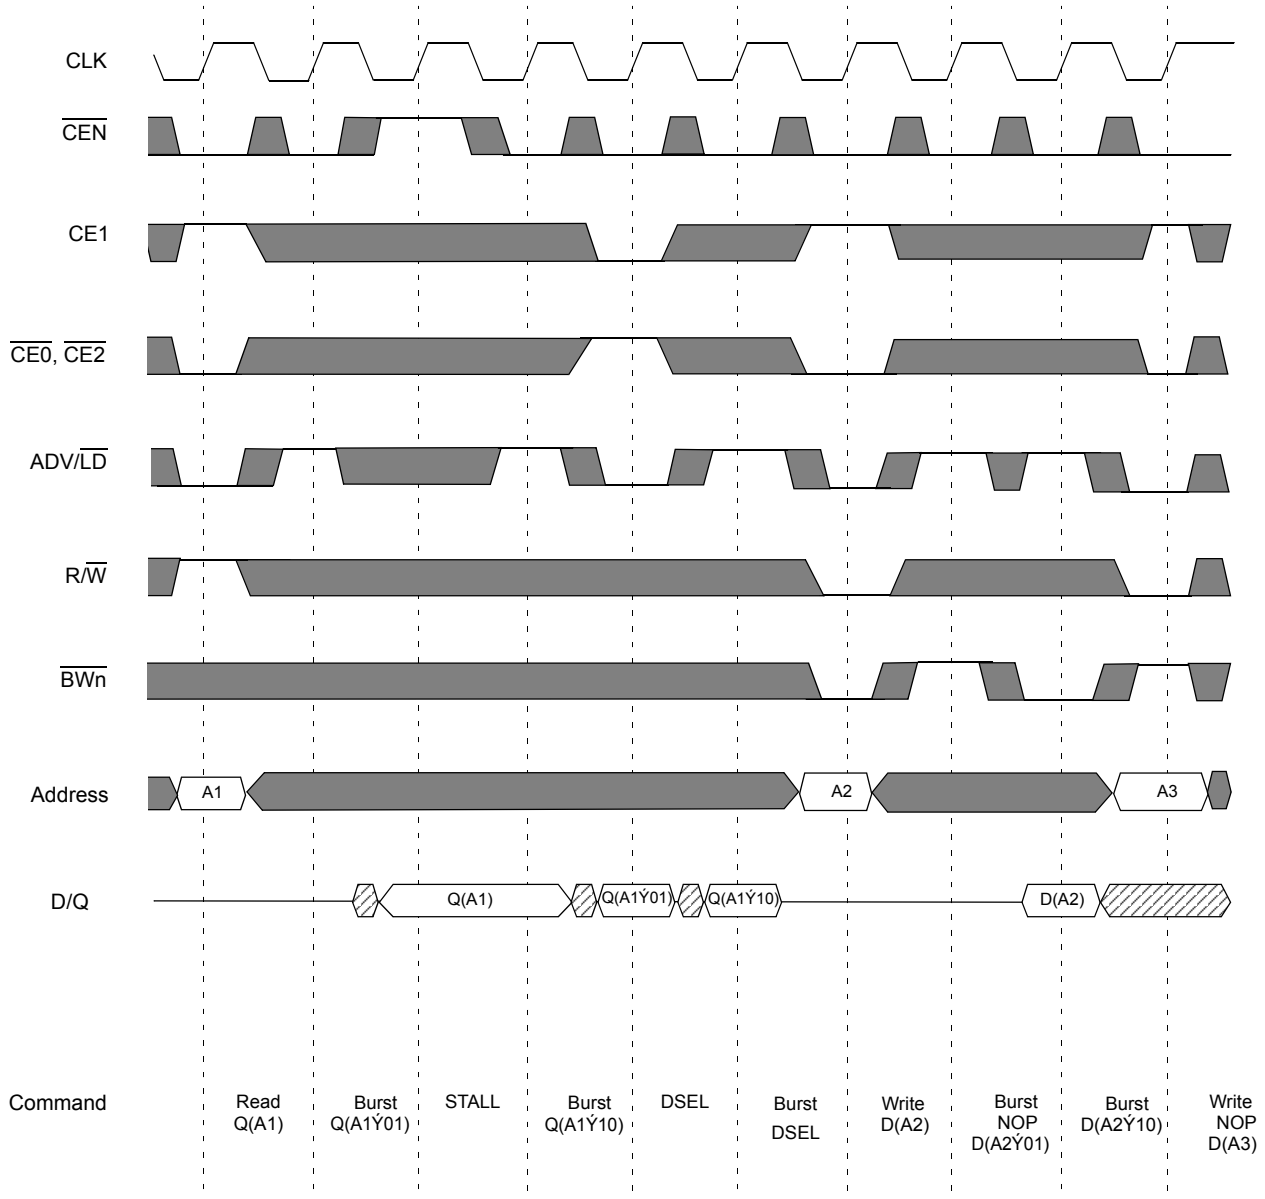 CLK
CEN
CE1
CE0, CE2
ADV/LD
R/W
BWn
Address A1 A2 A3
D/Q Q(A1) Q(A1Ý01) Q(A1Ý10) D(A2)
Command
Read
Q(A1)
Burst
Q(A1Ý01)
STALL
Burst
Q(A1Ý10)
DSEL
Burst
DSEL
Write
D(A2)
Burst
NOP
D(A2Ý01)
Burst
D(A2Ý10)
Write
NOP
D(A3)